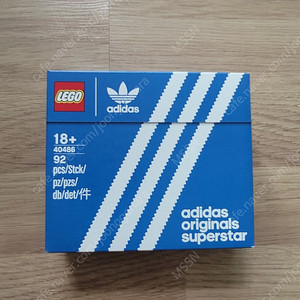 LEGO
adidas
18+
40486
92
pcs/Stck/
pz/pzs/
db/det/件
adidas
originals
superstar